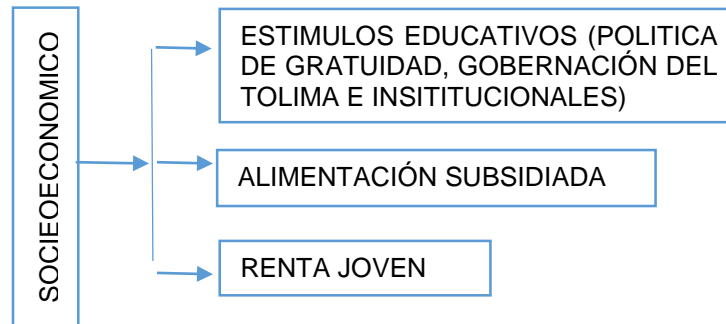 SOCIEOECONOMICO
ESTIMULOS EDUCATIVOS (POLITICA
DE GRATUIDAD, GOBERNACIÓN DEL
TOLIMA E INSITITUCIONALES)
ALIMENTACIÓN SUBSIDIADA
RENTA JOVEN